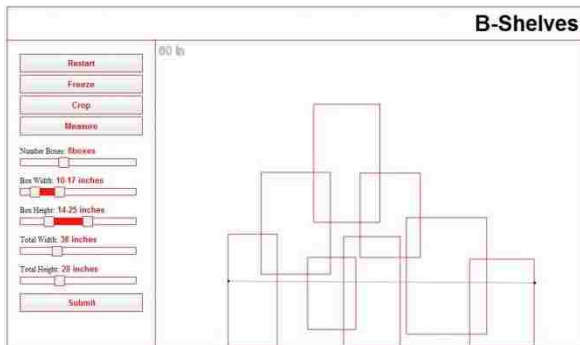 B-Shelves
60 in
Restart
Freeze
Crop
Measure
Number Boxes: 8boxes
Box Width: 10-17 inches
Box Height: 14-25 inches
Total Width: 38 inches
Total Height: 28 inches
Submit